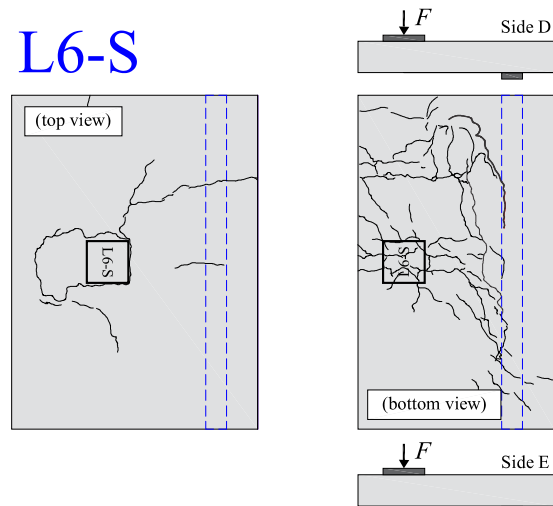 L6-S
F
Side D
(top view)
L6-S
L6-S
(bottom view)
F
Side E